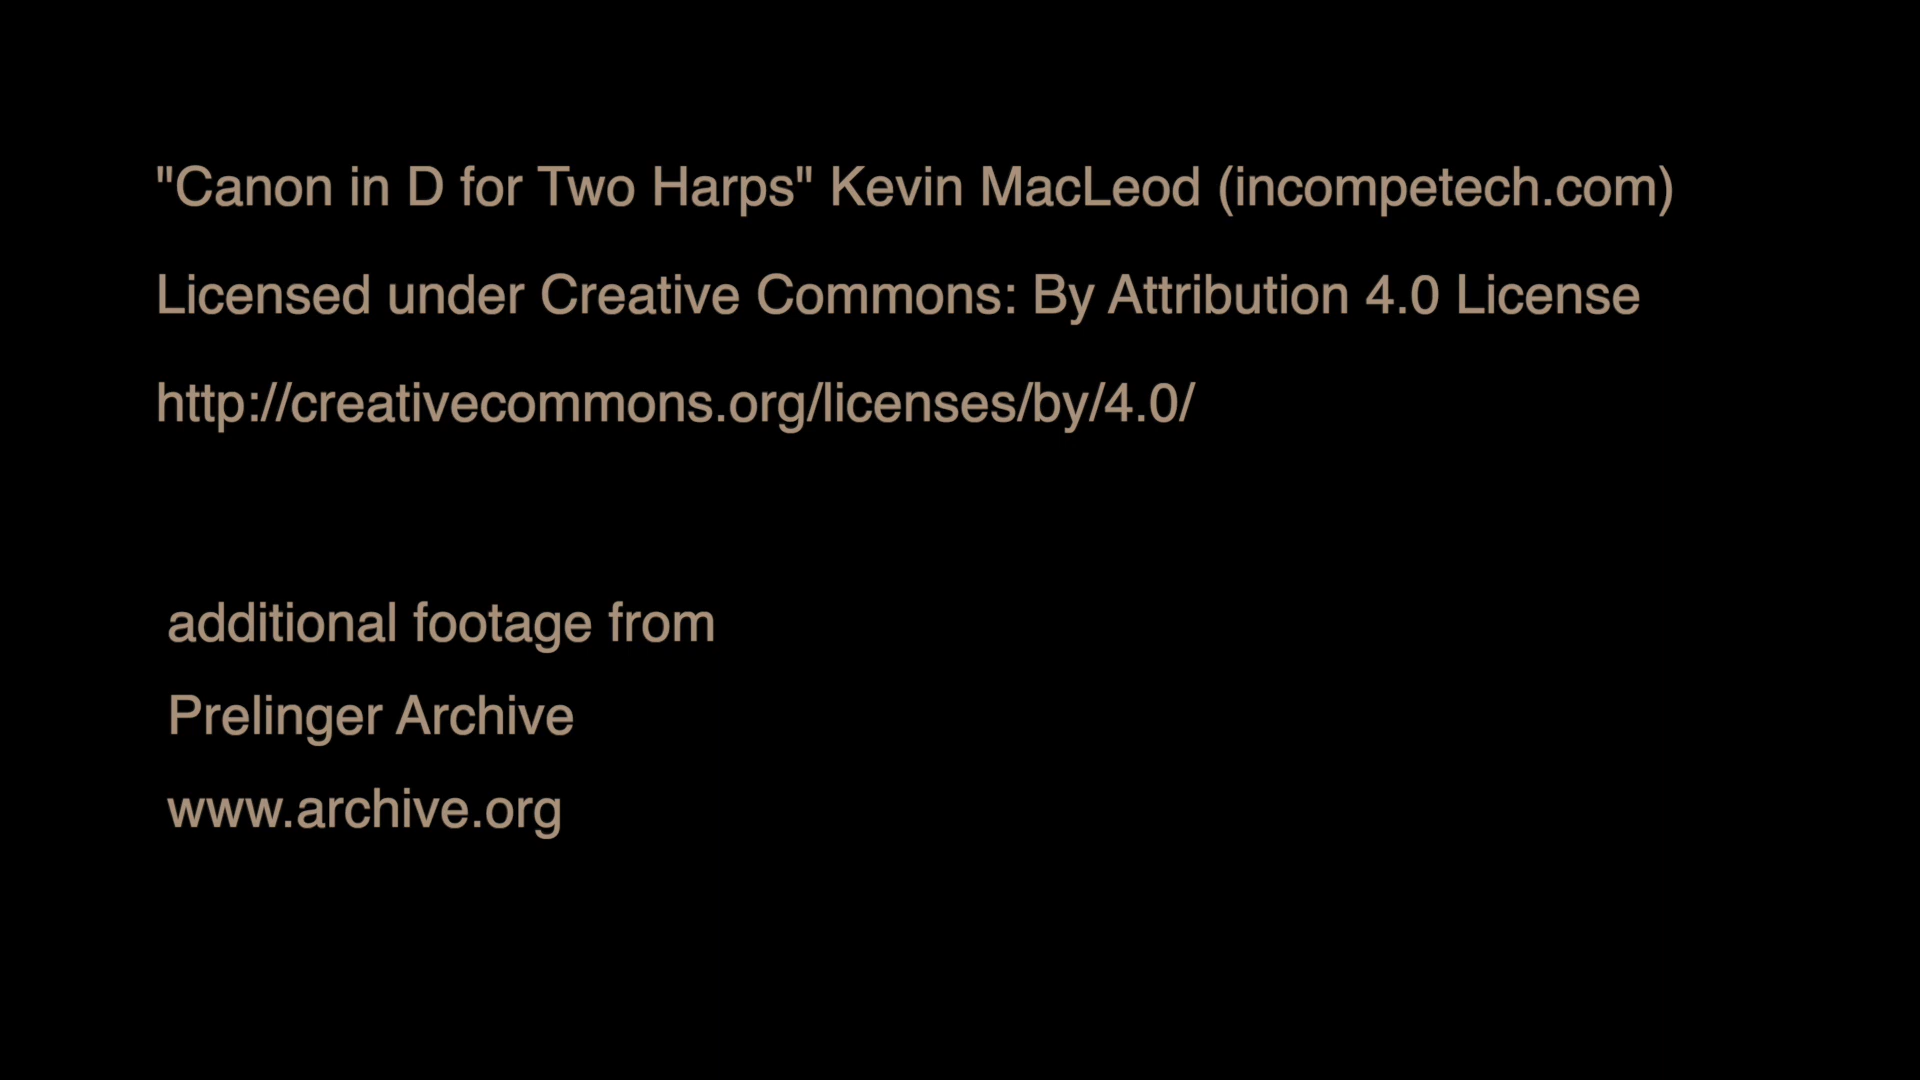 "Canon in D for Two Harps" Kevin MacLeod (incompetech.com)
Licensed under Creative Commons: By Attribution 4.0 License
http://creativecommons.org/licenses/by/4.0/
additional footage from
Prelinger Archive
www.archive.org